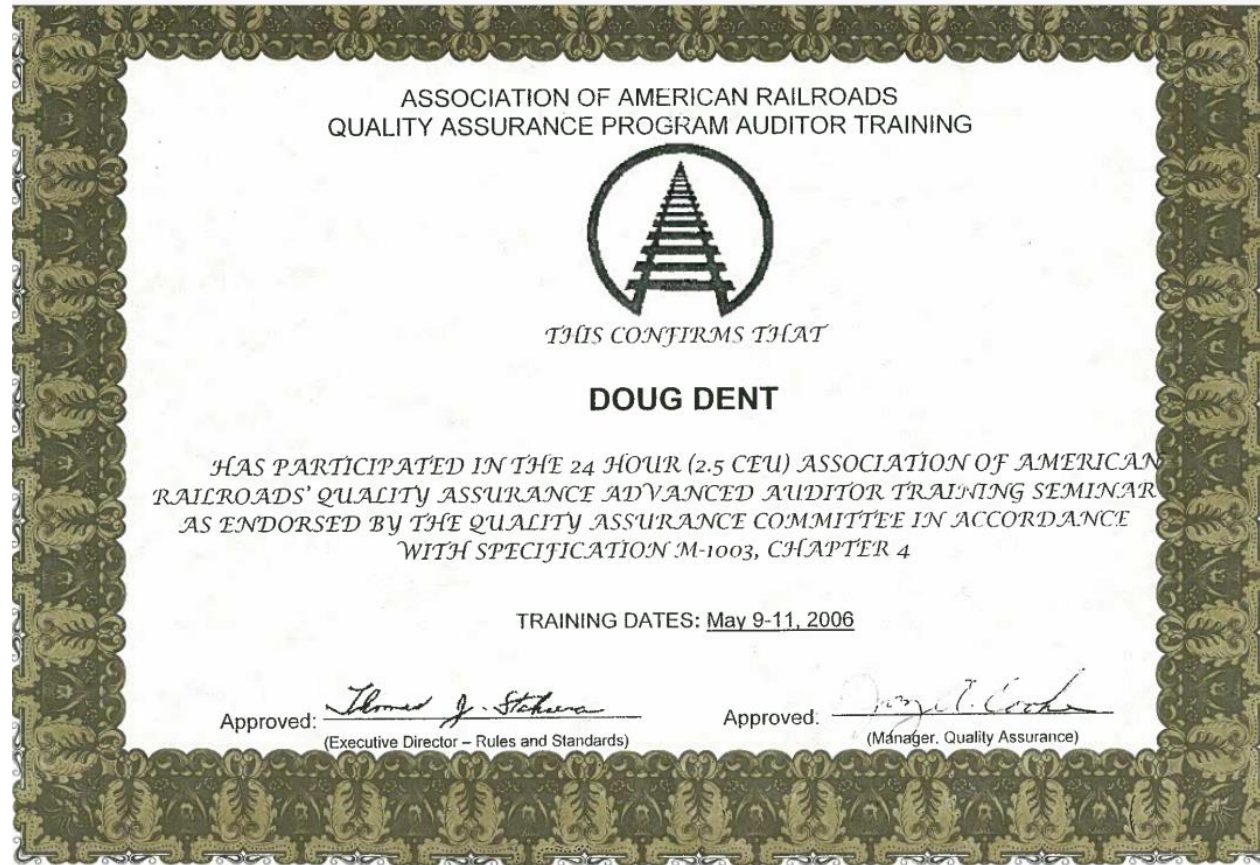 ASSOCIATION OF AMERICAN RAILROADS
QUALITY ASSURANCE PROGRAM AUDITOR TRAINING
THIS CONFIRMS THAT
DOUG DENT
HAS PARTICIPATED IN THE 24 HOUR (2.5 CEU) ASSOCIATION OF AMERICAN
RAILROADS' QUALITY ASSURANCE ADVANCED AUDITOR TRAINING SEMINAR
AS ENDORSED BY THE QUALITY ASSURANCE COMMITTEE IN ACCORDANCE
WITH SPECIFICATION M-1003, CHAPTER 4
TRAINING DATES: May 9-11, 2006
Approved: Thomas J.
(Executive Director – Rules and Standards)
Approved:
(Manager, Quality Assurance)